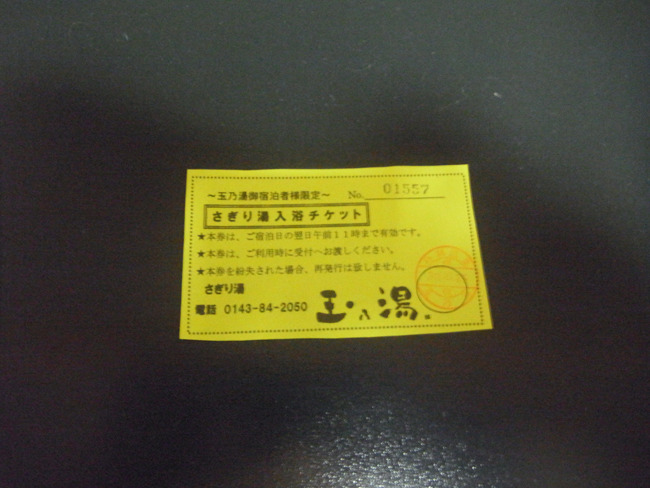 ～玉乃湯御宿泊者様限定～ No. 01557
さぎり湯入浴チケット
★本券は、ご宿泊日の翌日午前11時まで有効です。
★本券は、ご利用時に受付へお渡しください。
★本券を紛失された場合、再発行は致しません。
さぎり湯
電話 0143-84-2050
玉乃湯